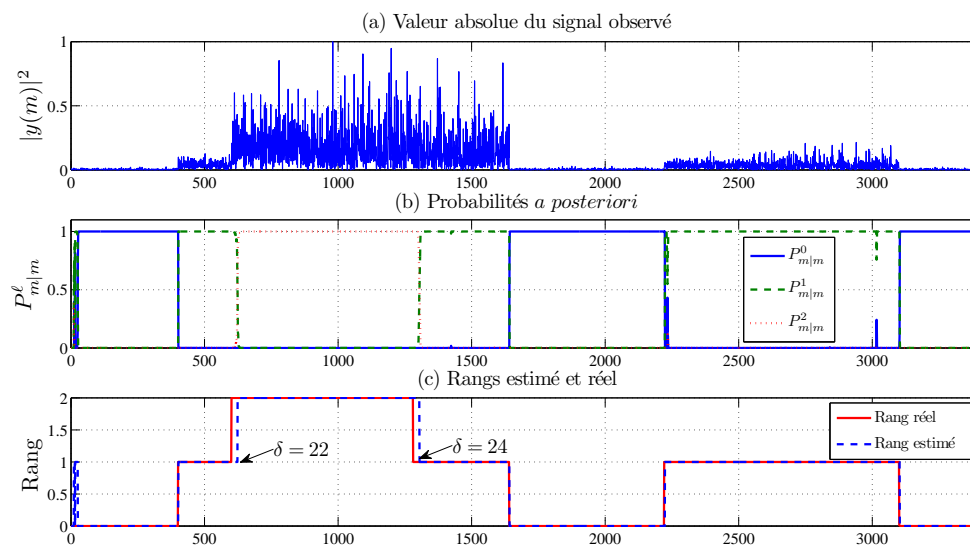 (a) Valeur absolue du signal observé
|y(m)|²
1
0.5
0
0 500 1000 1500 2000 2500 3000
(b) Probabilités a posteriori
P^ℓ_{m|m}
1
0.5
0
P^0_{m|m}
P^1_{m|m}
P^2_{m|m}
0 500 1000 1500 2000 2500 3000
(c) Rangs estimé et réel
Rang
2
1.5
1
0.5
0
δ = 22
δ = 24
Rang réel
Rang estimé
0 500 1000 1500 2000 2500 3000